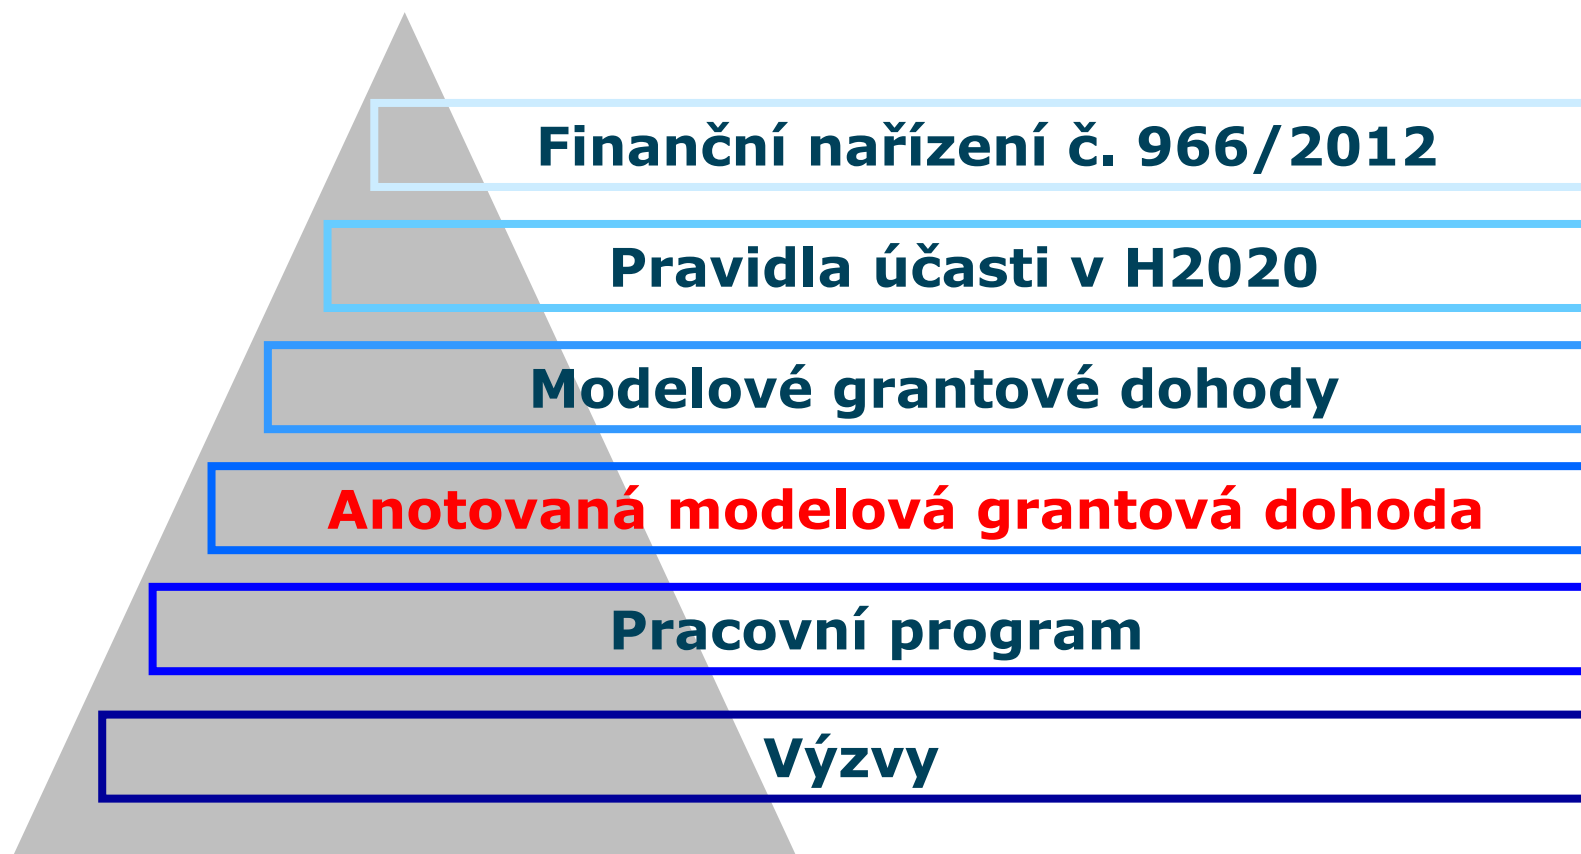 Finanční nařízení č. 966/2012
Pravidla účasti v H2020
Modelové grantové dohody
Anotovaná modelová grantová dohoda
Pracovní program
Výzvy